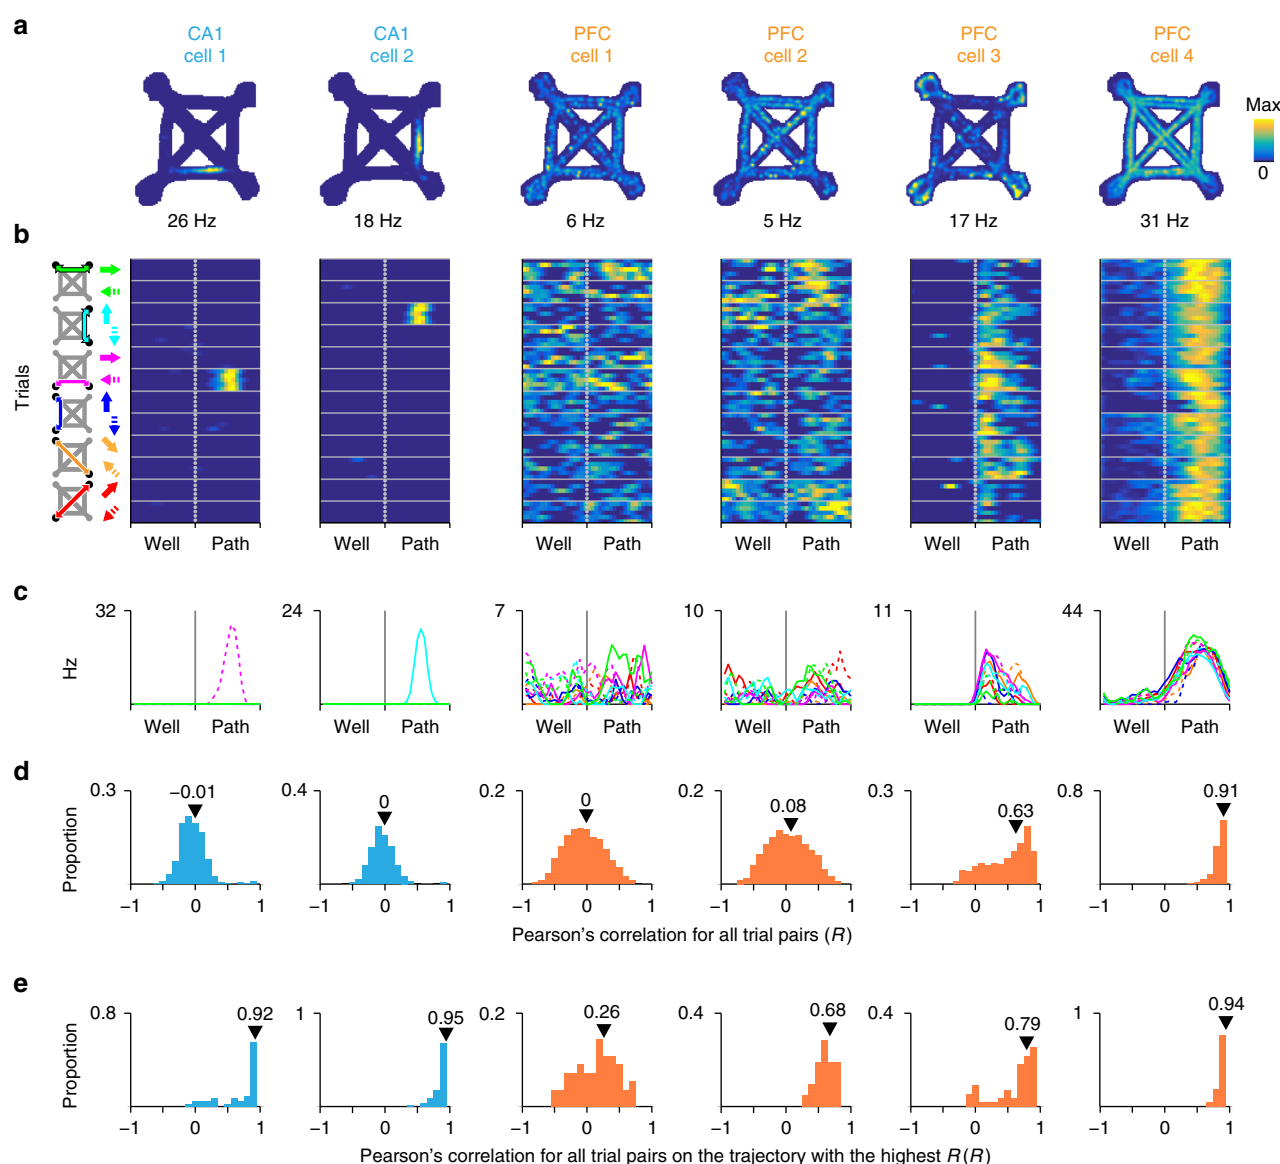 a
CA1 cell 1
CA1 cell 2
PFC cell 1
PFC cell 2
PFC cell 3
PFC cell 4
Max
0
26 Hz
18 Hz
6 Hz
5 Hz
17 Hz
31 Hz
b
Trials
Well Path Well Path Well Path Well Path Well Path Well Path
c
32 24 7 10 11 44
Hz
Well Path Well Path Well Path Well Path Well Path Well Path
d
0.3 0.4 0.2 0.2 0.3 0.8
−0.01 0 0 0.08 0.63 0.91
Proportion
−1 0 1 −1 0 1 −1 0 1 −1 0 1 −1 0 1 −1 0 1
Pearson's correlation for all trial pairs (R)
e
0.8 1 0.2 0.4 0.4 1
0.92 0.95 0.26 0.68 0.79 0.94
Proportion
−1 0 1 −1 0 1 −1 0 1 −1 0 1 −1 0 1 −1 0 1
Pearson's correlation for all trial pairs on the trajectory with the highest R(R)